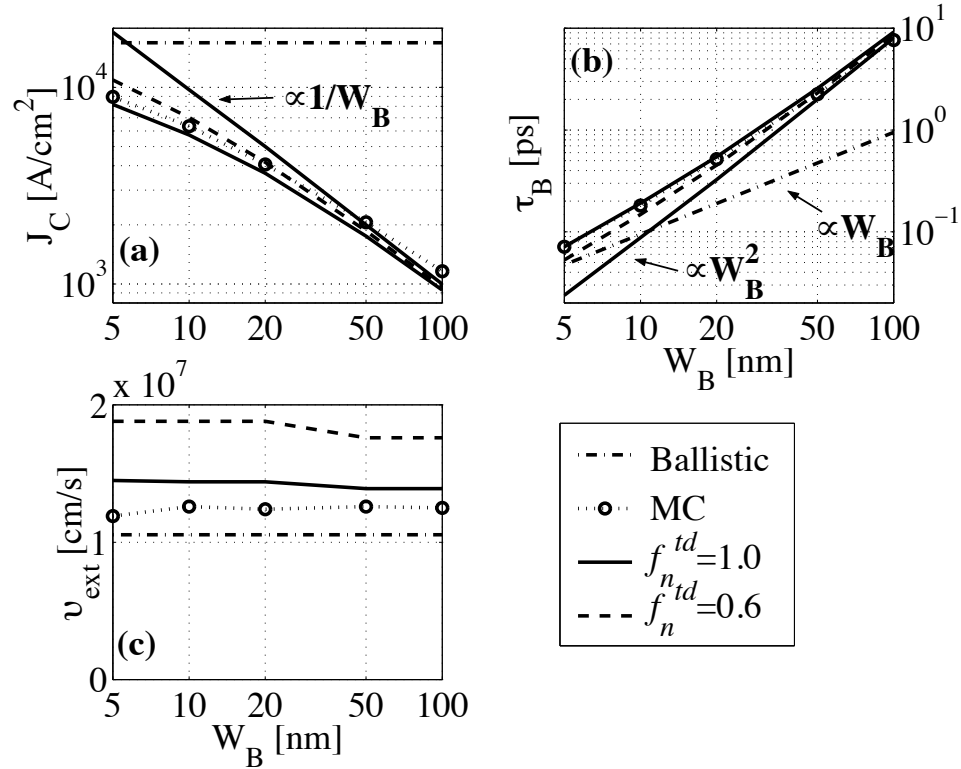 10^4
10^3
J_C [A/cm^2]
∝1/W_B
(a)
5 10 20 50 100
(b)
10^1
10^0
10^-1
τ_B [ps]
∝W_B
∝W_B^2
5 10 20 50 100
W_B [nm]
x 10^7
2
1
0
υ_ext [cm/s]
(c)
5 10 20 50 100
W_B [nm]
Ballistic
MC
f_n^td=1.0
f_n^td=0.6